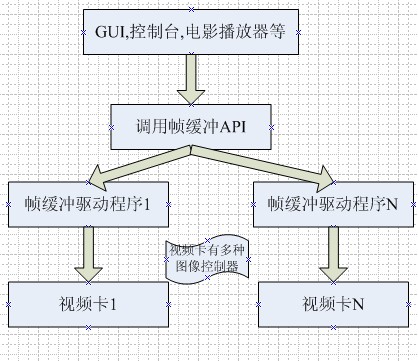 GUI,控制台,电影播放器等
调用帧缓冲API
帧缓冲驱动程序1
帧缓冲驱动程序N
视频卡有多种
图像控制器
视频卡1
视频卡N